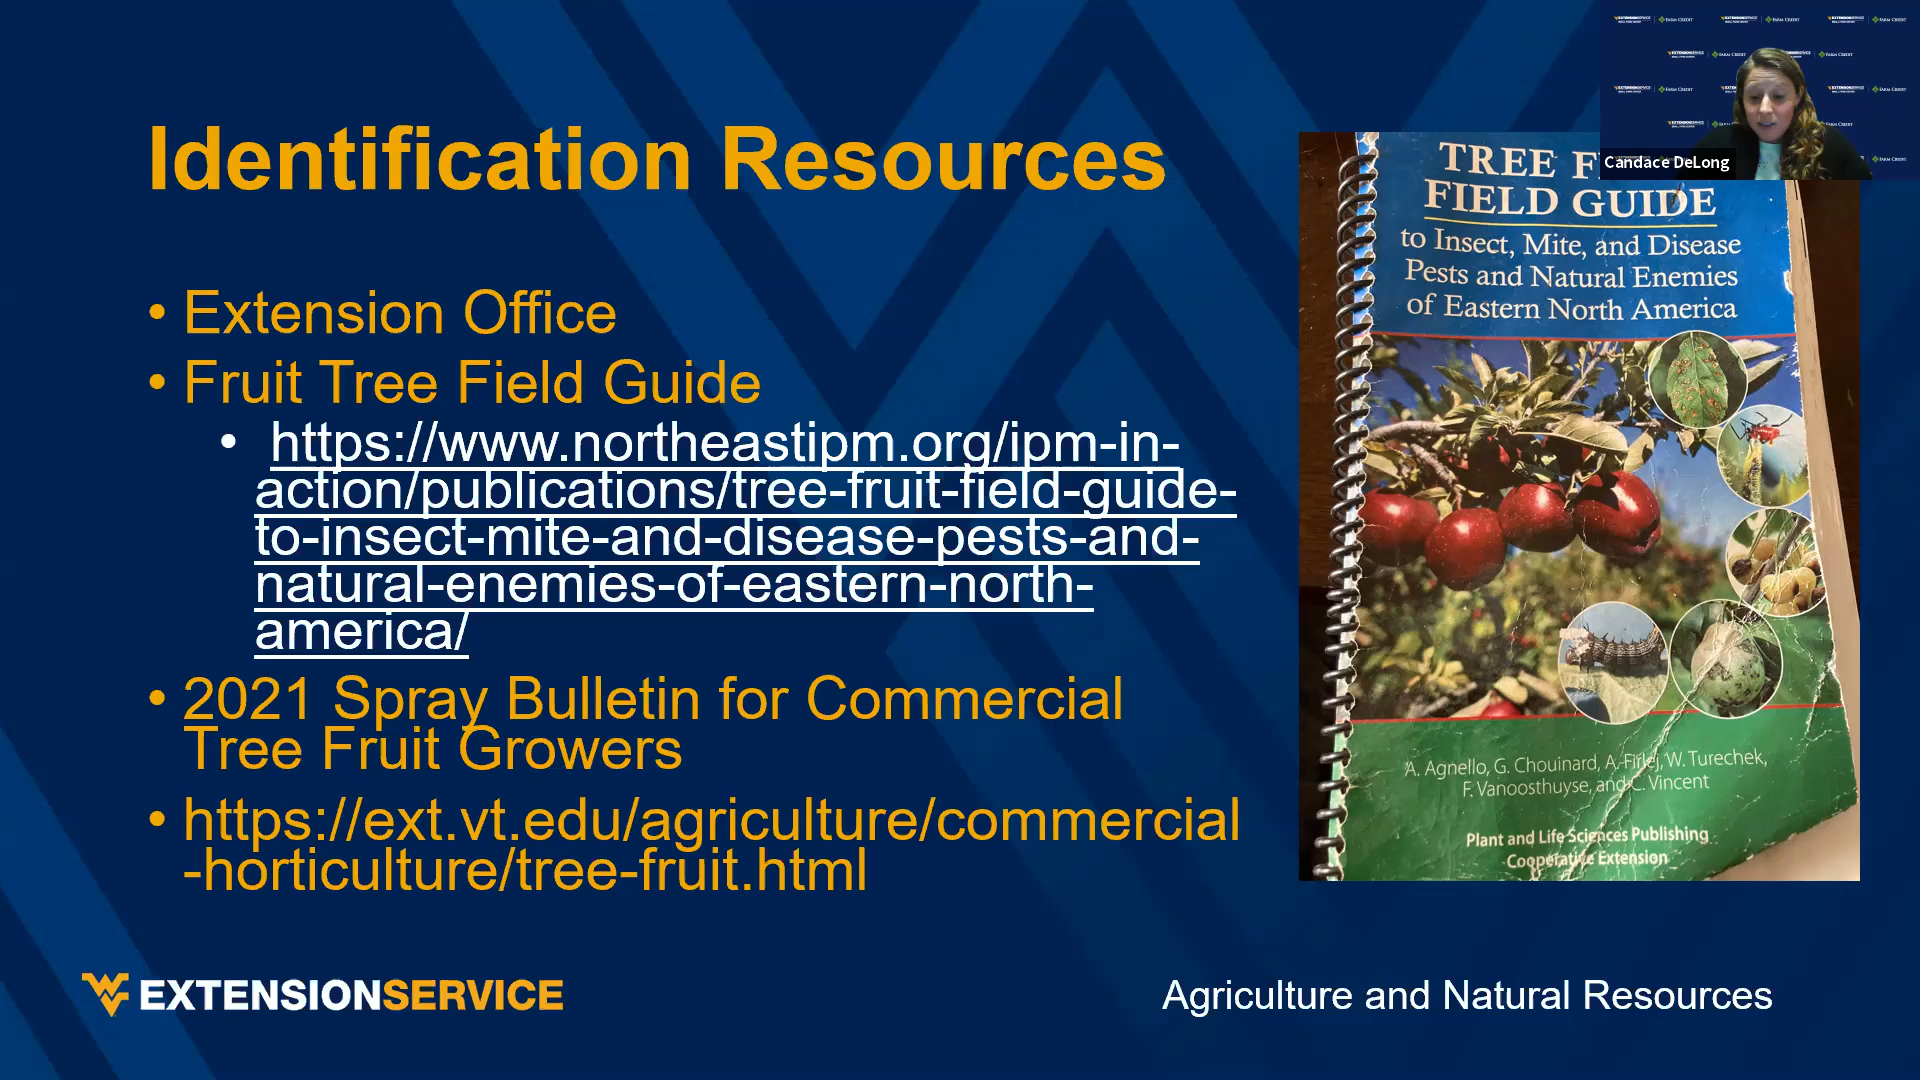 Identification Resources
• Extension Office
• Fruit Tree Field Guide
• https://www.northeastipm.org/ipm-in-
action/publications/tree-fruit-field-guide-
to-insect-mite-and-disease-pests-and-
natural-enemies-of-eastern-north-
america/
• 2021 Spray Bulletin for Commercial
Tree Fruit Growers
• https://ext.vt.edu/agriculture/commercial
-horticulture/tree-fruit.html
EXTENSIONSERVICE
Agriculture and Natural Resources
Candace DeLong
TREE
FIELD GUIDE
to Insect, Mite, and Disease
Pests and Natural Enemies
of Eastern North America
A. Agnello, G. Chouinard, A. Firlej, W. Turechek,
F. Vanoosthuyse, and C. Vincent
Plant and Life Sciences Publishing
Cooperative Extension
EXTENSIONSERVICE FARM CREDIT